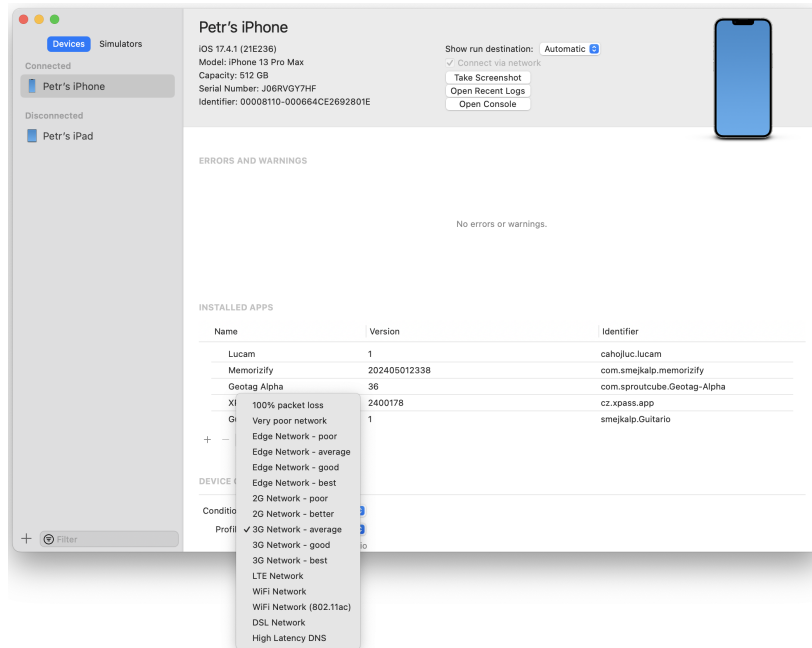 Devices
Simulators
Connected
Petr's iPhone
Disconnected
Petr's iPad
Filter
Petr's iPhone
iOS 17.4.1 (21E236)
Model: iPhone 13 Pro Max
Capacity: 512 GB
Serial Number: J06RVGY7HF
Identifier: 00008110-000664CE2692801E
Show run destination: Automatic
Connect via network
Take Screenshot
Open Recent Logs
Open Console
ERRORS AND WARNINGS
No errors or warnings.
INSTALLED APPS
Name Version Identifier
Lucam 1 cahojluc.lucam
Memorizify 202405012338 com.smejkalp.memorizify
Geotag Alpha 36 com.sproutcube.Geotag-Alpha
2400178 cz.xpass.app
1 smejkalp.Guitario
DEVICE
100% packet loss
Very poor network
Edge Network - poor
Edge Network - average
Edge Network - good
Edge Network - best
2G Network - poor
2G Network - better
3G Network - average
3G Network - good
3G Network - best
LTE Network
WiFi Network
WiFi Network (802.11ac)
DSL Network
High Latency DNS